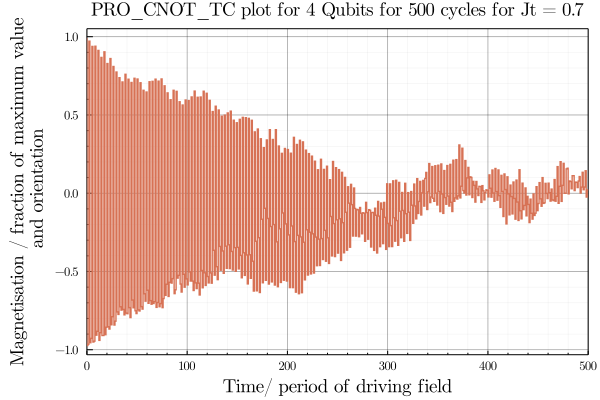 PRO_CNOT_TC plot for 4 Qubits for 500 cycles for Jt = 0.7
Magnetisation / fraction of maximum value
and orientation
1.0
0.5
0.0
−0.5
−1.0
0 100 200 300 400 500
Time/ period of driving field